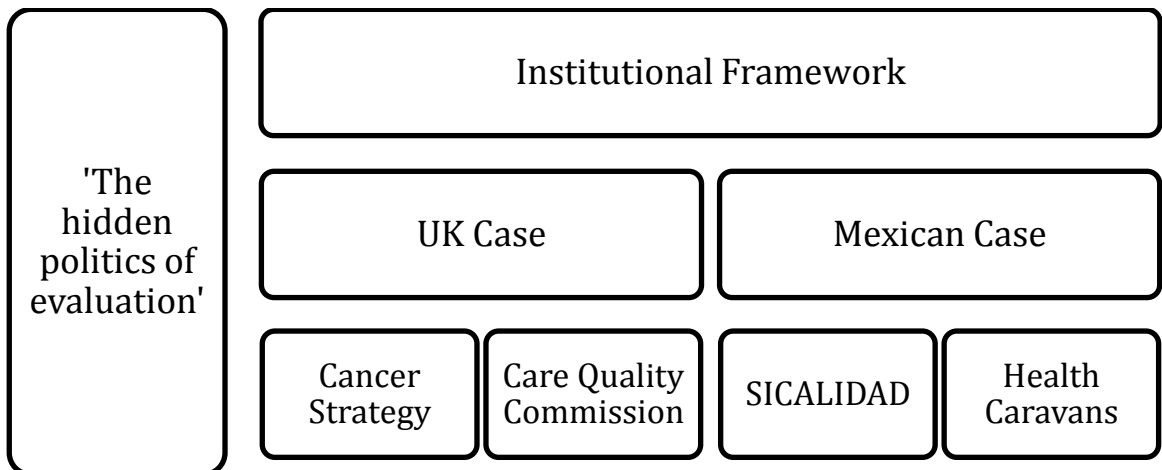 'The
hidden
politics of
evaluation'
Institutional Framework
UK Case
Mexican Case
Cancer
Strategy
Care Quality
Commission
SICALIDAD
Health
Caravans